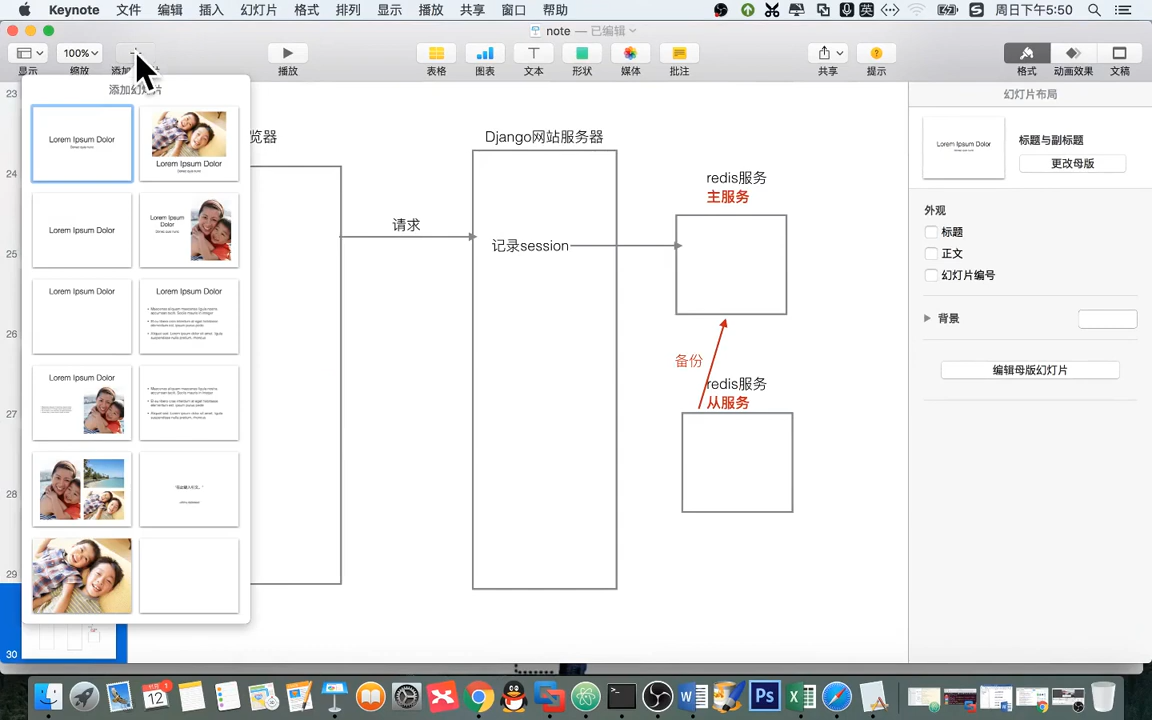 Keynote 文件 编辑 插入 幻灯片 格式 排列 显示 播放 共享 窗口 帮助 英 周日下午5:50
note — 已编辑
100%
显示 缩放 播放 表格 图表 文本 形状 媒体 批注 共享 提示 格式 动画效果 文稿
幻灯片布局
Lorem Ipsum Dolor
Lorem Ipsum Dolor
Lorem Ipsum Dolor
Lorem Ipsum
Dolor
Lorem Ipsum Dolor
Lorem Ipsum Dolor
Lorem Ipsum Dolor
23
24
25
26
27
28
29
30
览器
请求
Django网站服务器
记录session
redis服务
主服务
备份
redis服务
从服务
Lorem Ipsum Dolor
标题与副标题
更改母版
外观
标题
正文
幻灯片编号
背景
编辑母版幻灯片
12
1
Ps